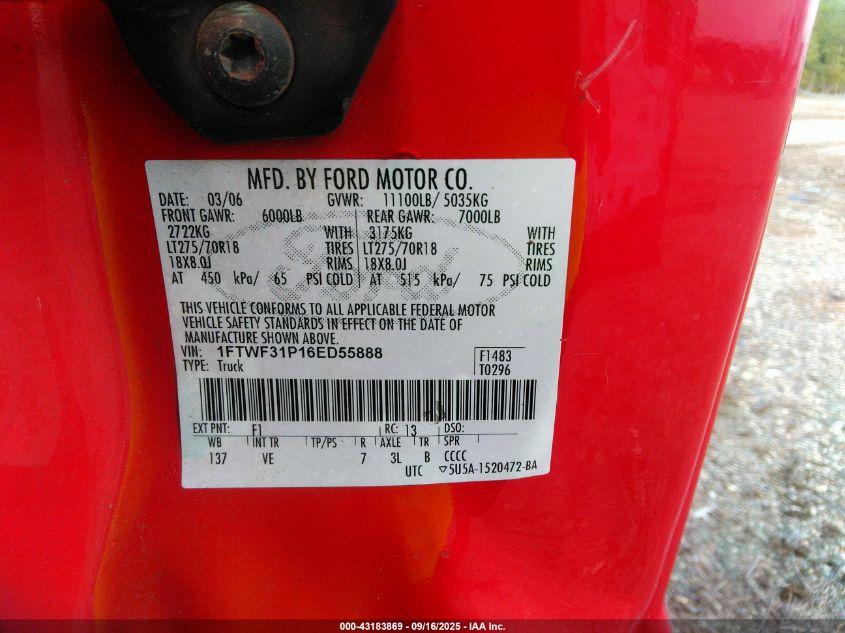 MFD. BY FORD MOTOR CO.
DATE: 03/06 GVWR: 11100LB/ 5035KG
FRONT GAWR: 6000LB REAR GAWR: 7000LB
2722KG WITH 3175KG WITH
LT275/70R18 TIRES LT275/70R18 TIRES
18X8.0J RIMS 18X8.0J RIMS
AT 450 kPa/ 65 PSI COLD AT 515 kPa/ 75 PSI COLD
Ford
THIS VEHICLE CONFORMS TO ALL APPLICABLE FEDERAL MOTOR
VEHICLE SAFETY STANDARDS IN EFFECT ON THE DATE OF
MANUFACTURE SHOWN ABOVE.
VIN: 1FTWF31P16ED55888 F1483
TYPE: Truck T0296
EXT PNT: F1 RC: 13 DSO:
WB INT TR TP/PS R AXLE TR SPR
137 VE 7 3L B CCCC
UTC ▽5U5A-1520472-BA
000-43183869 - 09/16/2025 - IAA Inc.